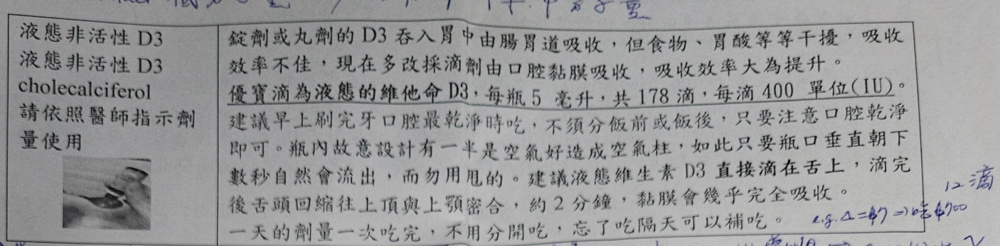 液態非活性 D3
液態非活性 D3
cholecalciferol
請依照醫師指示劑
量使用
錠劑或丸劑的 D3 吞入胃中由腸胃道吸收，但食物、胃酸等等干擾，吸收
效率不佳，現在多改採滴劑由口腔黏膜吸收，吸收效率大為提升。
優寶滴為液態的維他命 D3，每瓶 5 毫升，共 178 滴，每滴 400 單位(IU)。
建議早上刷完牙口腔最乾淨時吃，不須分飯前或飯後，只要注意口腔乾淨
即可。瓶內故意設計有一半是空氣好造成空氣柱，如此只要瓶口垂直朝下
數秒自然會流出，而勿用甩的。建議液態維生素 D3 直接滴在舌上，滴完
後舌頭回縮往上頂與上顎密合，約 2 分鐘，黏膜會幾乎完全吸收。
一天的劑量一次吃完，不用分開吃，忘了吃隔天可以補吃。
12 滴
e.g.